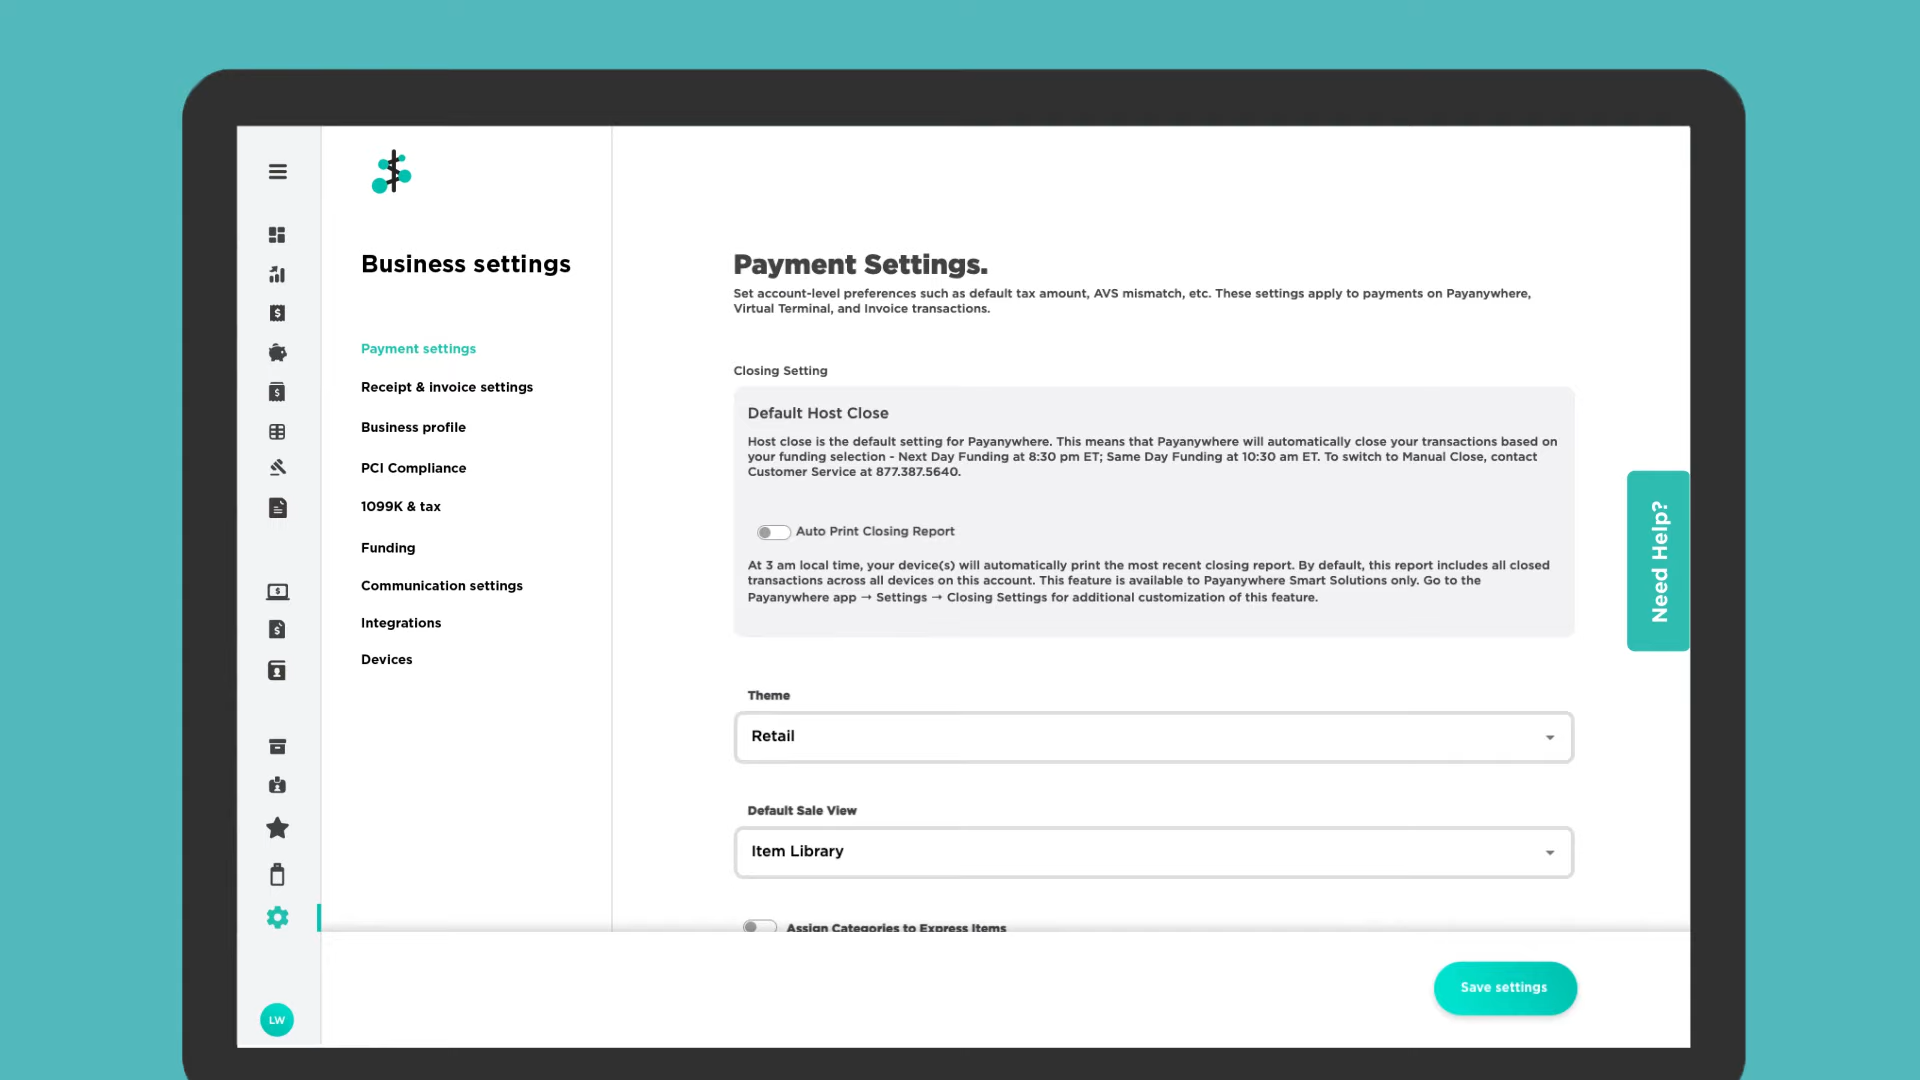 Business settings
Payment settings
Receipt & invoice settings
Business profile
PCI Compliance
1099K & tax
Funding
Communication settings
Integrations
Devices
LW
Payment Settings.
Set account-level preferences such as default tax amount, AVS mismatch, etc. These settings apply to payments on Payanywhere,
Virtual Terminal, and Invoice transactions.
Closing Setting
Default Host Close
Host close is the default setting for Payanywhere. This means that Payanywhere will automatically close your transactions based on
your funding selection - Next Day Funding at 8:30 pm ET; Same Day Funding at 10:30 am ET. To switch to Manual Close, contact
Customer Service at 877.387.5640.
Auto Print Closing Report
At 3 am local time, your device(s) will automatically print the most recent closing report. By default, this report includes all closed
transactions across all devices on this account. This feature is available to Payanywhere Smart Solutions only. Go to the
Payanywhere app → Settings → Closing Settings for additional customization of this feature.
Theme
Retail
Default Sale View
Item Library
Assign Categories to Express Items
Save settings
Need Help?